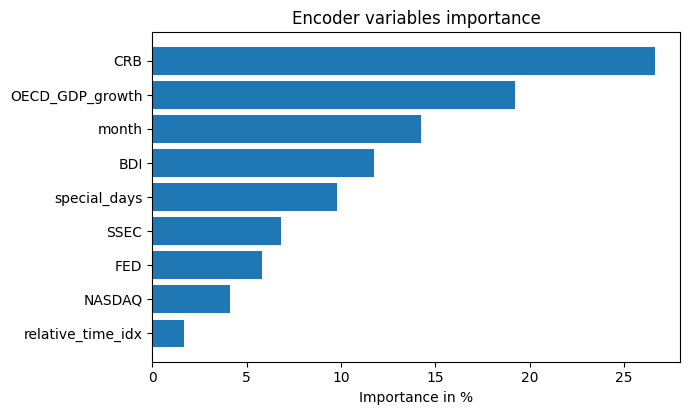 Encoder variables importance
CRB
OECD_GDP_growth
month
BDI
special_days
SSEC
FED
NASDAQ
relative_time_idx
0 5 10 15 20 25
Importance in %